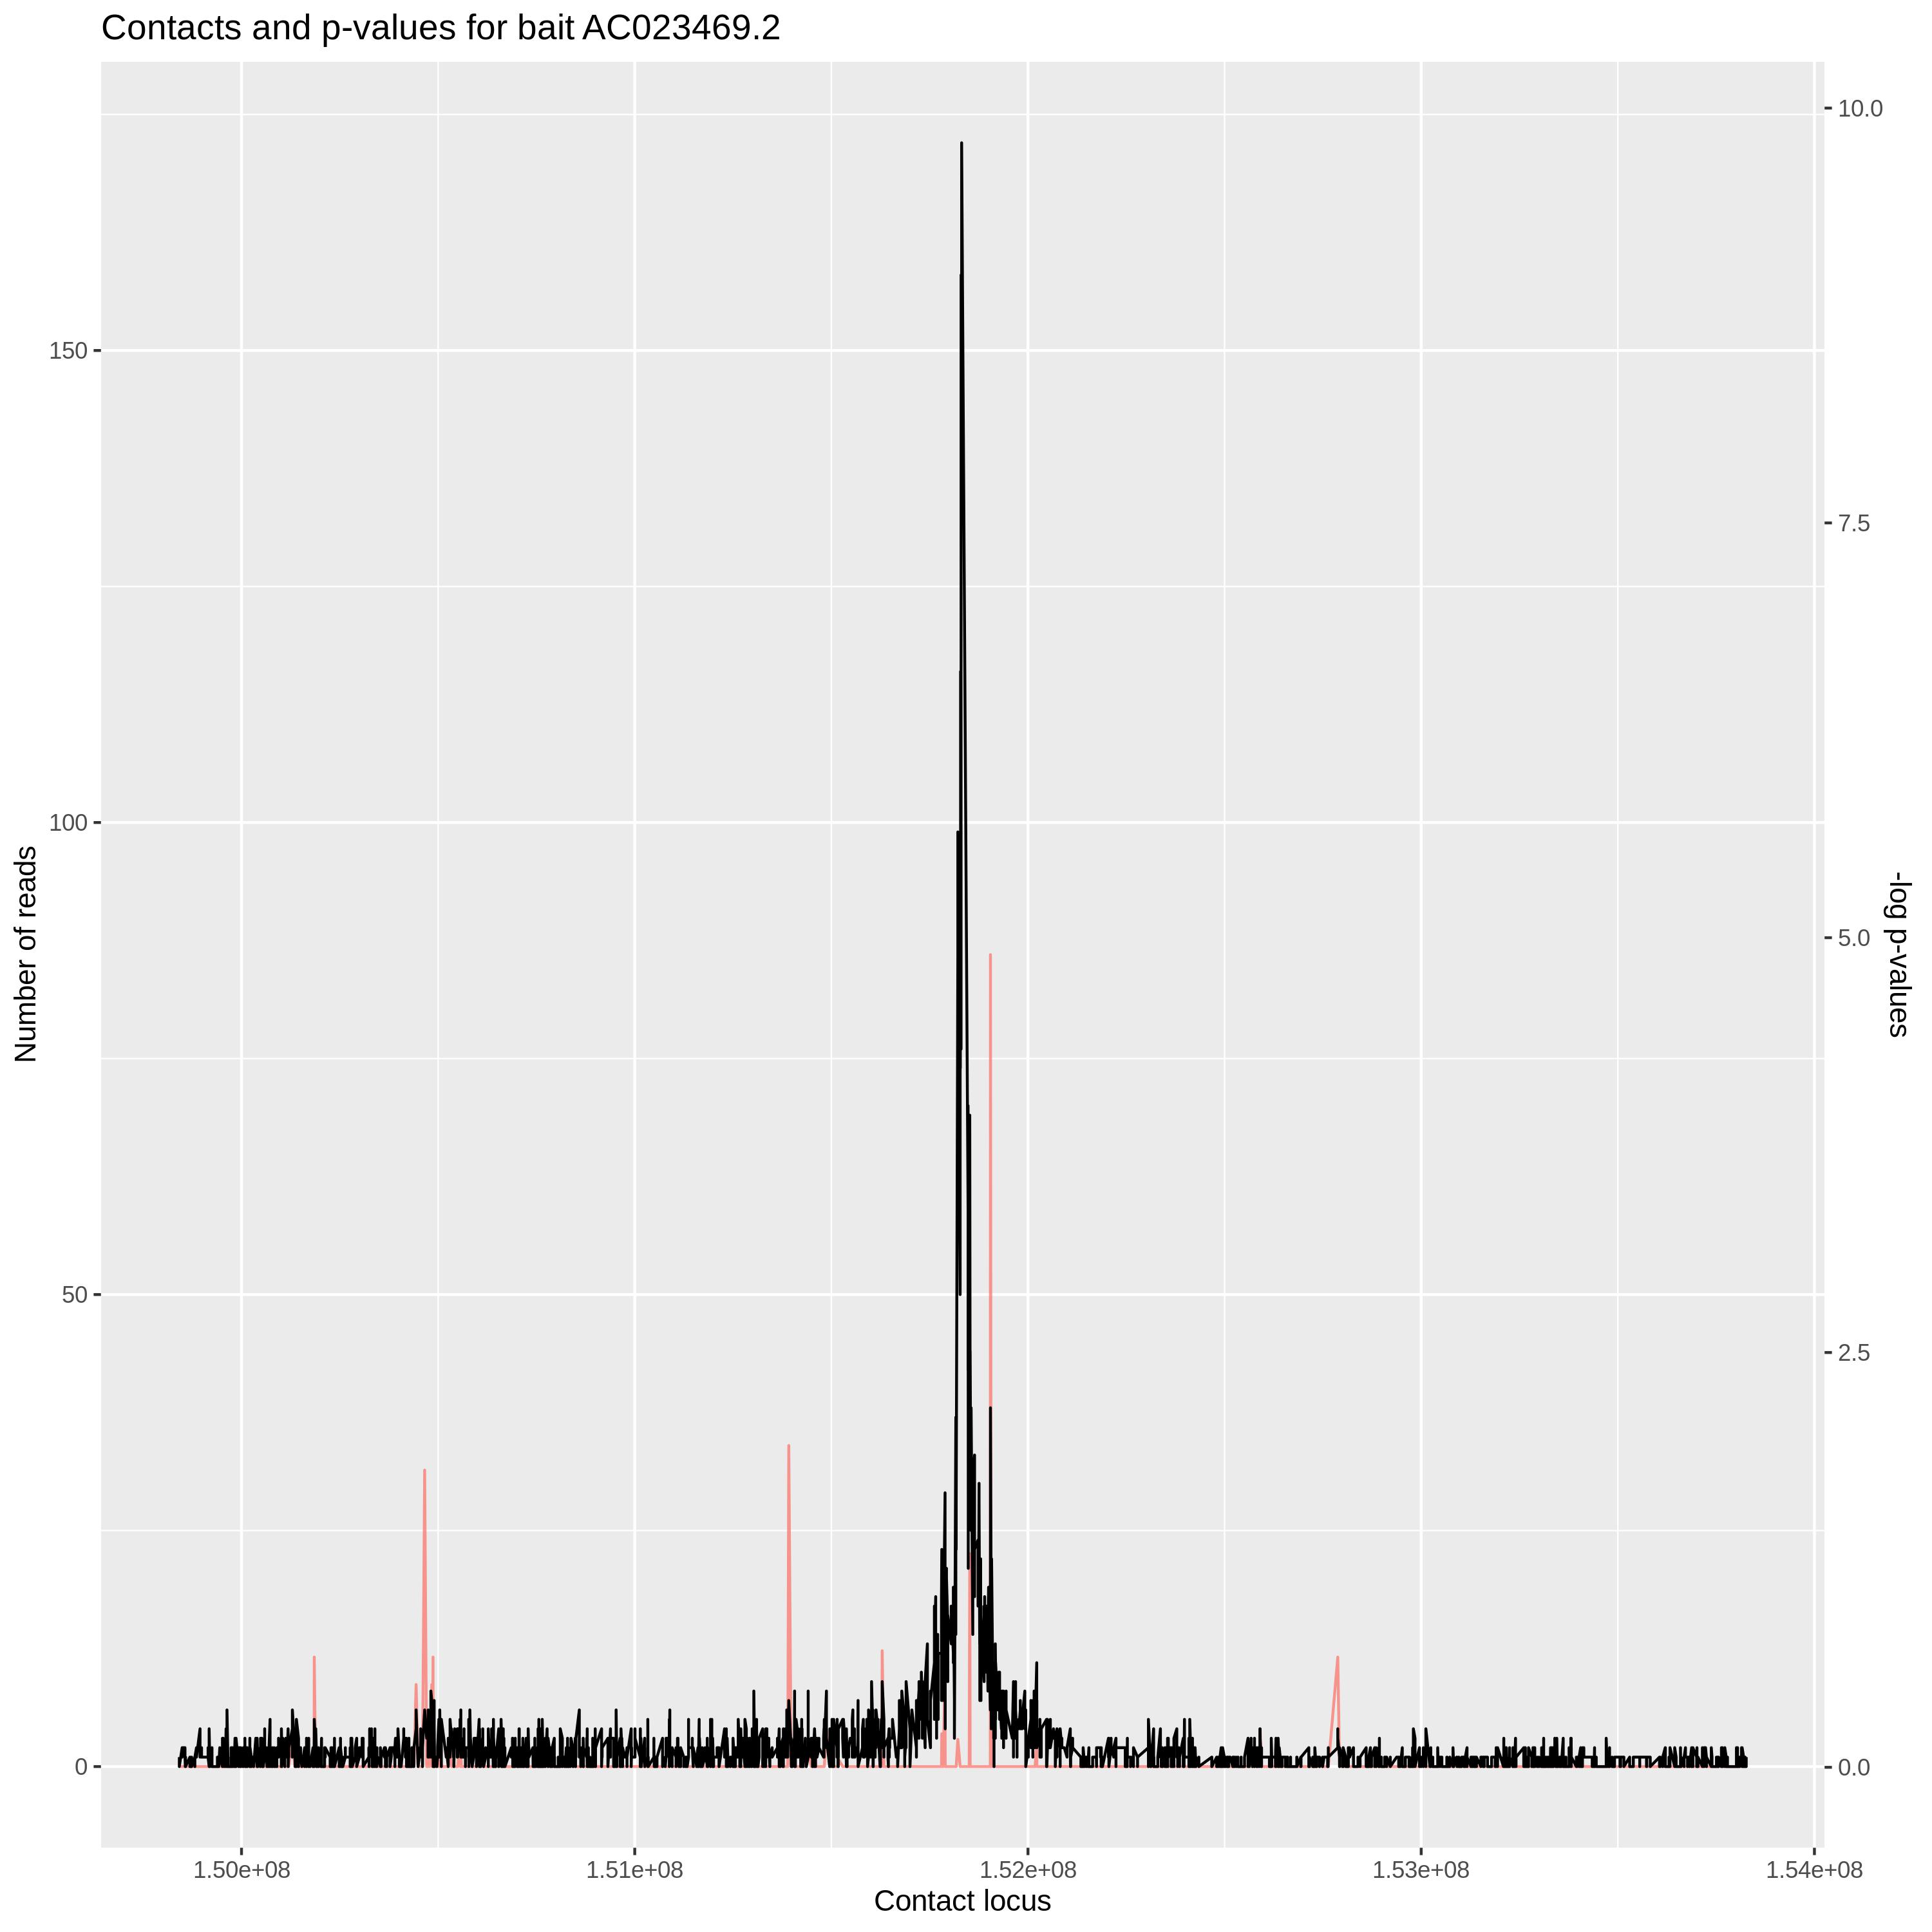 Contacts and p-values for bait AC023469.2
Number of reads
150
100
50
0
10.0
7.5
5.0
2.5
0.0
-log p-values
1.50e+08
1.51e+08
1.52e+08
1.53e+08
1.54e+08
Contact locus